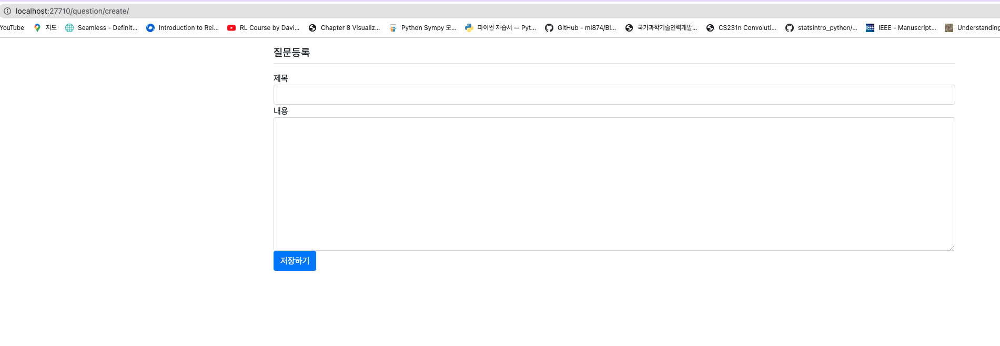 localhost:27710/question/create/
YouTube 지도 Seamless - Definit... Introduction to Rei... RL Course by Davi... Chapter 8 Visualiz... Python Sympy 모... 파이썬 자습서 — Pyt... GitHub - ml874/Bl... 국가과학기술인력개발... CS231n Convoluti... statsintro_python/... IEEE IEEE - Manuscript... Understanding
질문등록
제목
내용
저장하기